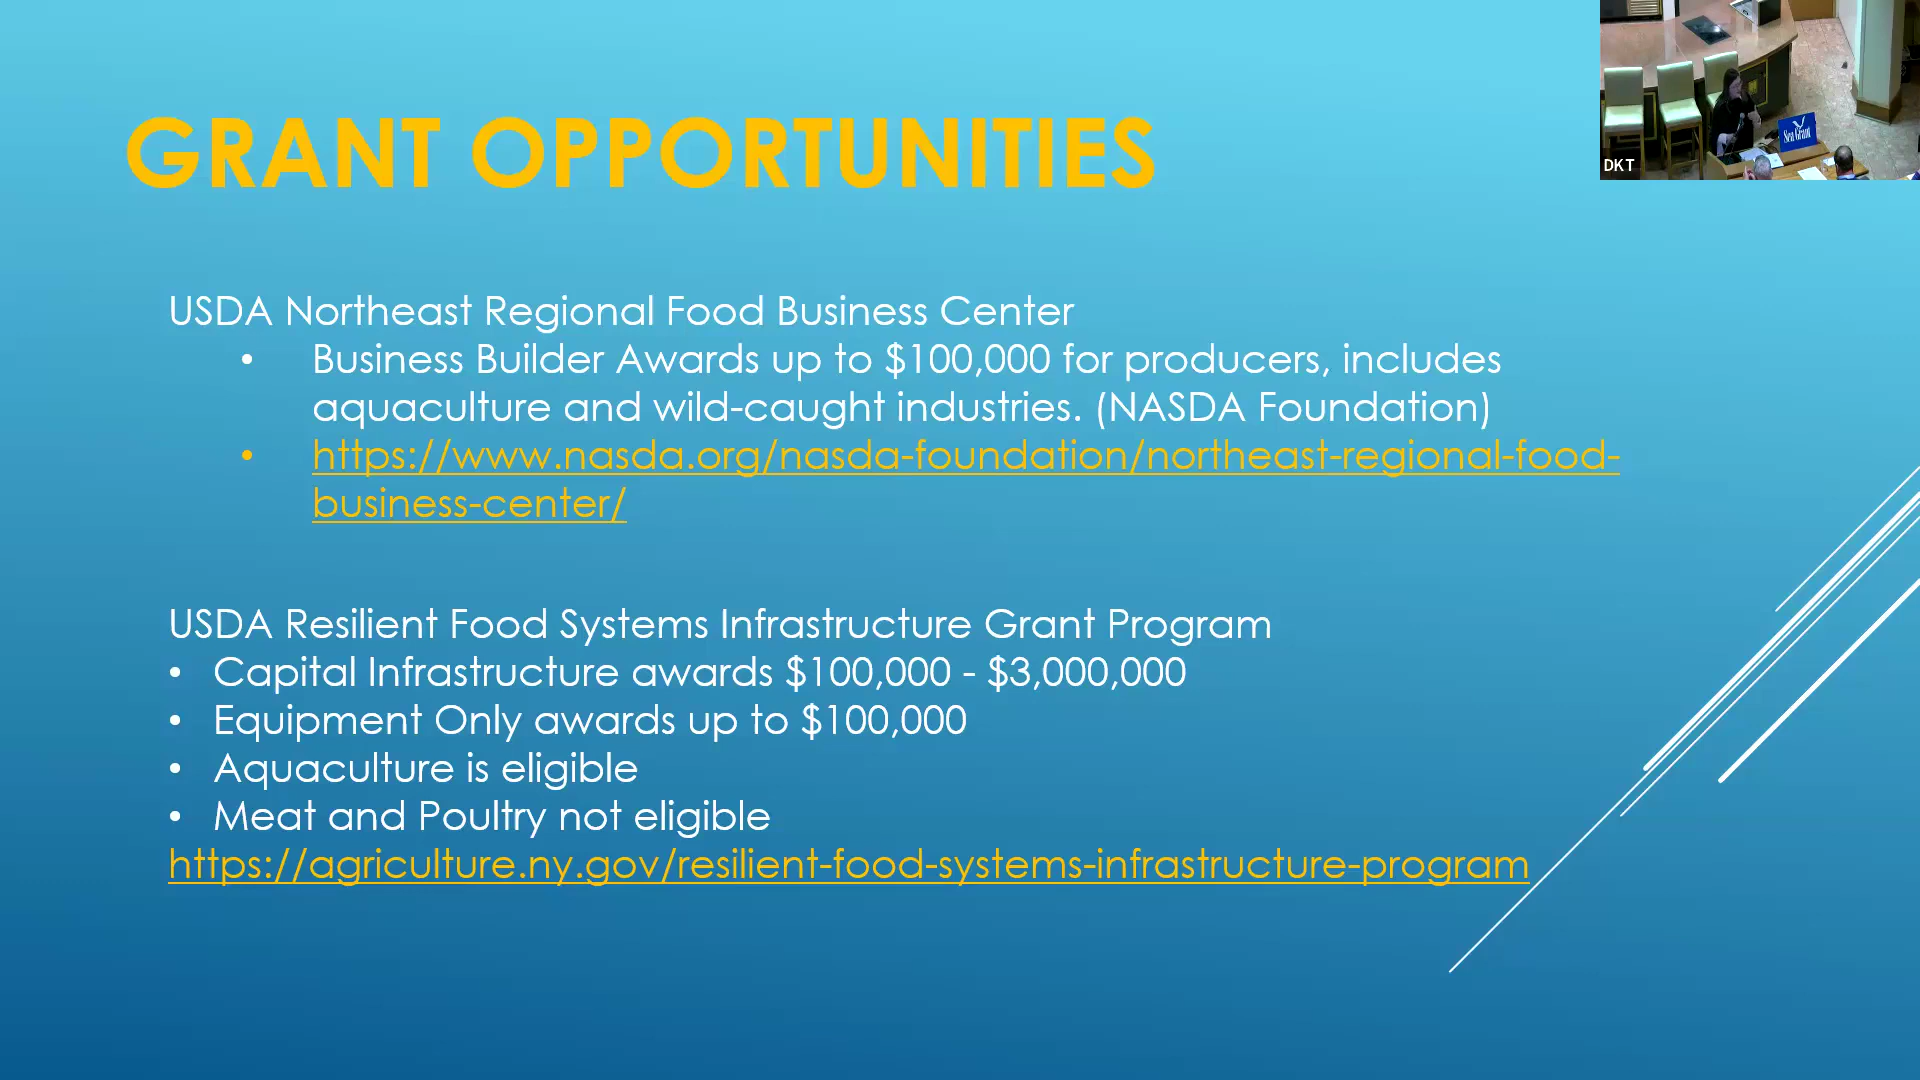 GRANT OPPORTUNITIES
USDA Northeast Regional Food Business Center
• Business Builder Awards up to $100,000 for producers, includes
aquaculture and wild-caught industries. (NASDA Foundation)
• https://www.nasda.org/nasda-foundation/northeast-regional-food-
business-center/
USDA Resilient Food Systems Infrastructure Grant Program
• Capital Infrastructure awards $100,000 - $3,000,000
• Equipment Only awards up to $100,000
• Aquaculture is eligible
• Meat and Poultry not eligible
https://agriculture.ny.gov/resilient-food-systems-infrastructure-program
Sea Grant
DKT